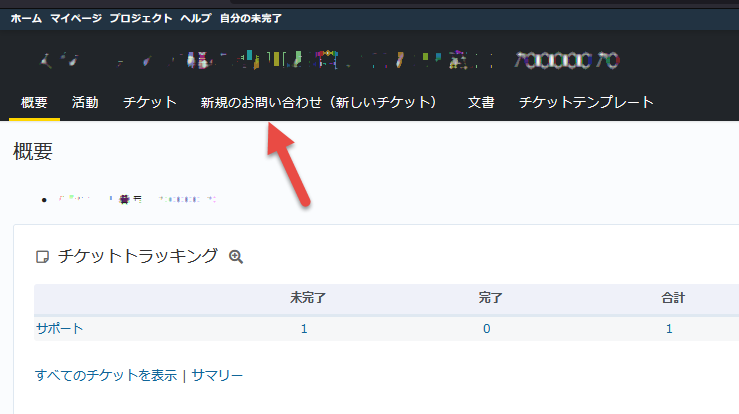 ホーム マイページ プロジェクト ヘルプ 自分の未完了
概要 活動 チケット 新規のお問い合わせ（新しいチケット） 文書 チケットテンプレート
概要
チケットトラッキング
未完了 完了 合計
サポート 1 0 1
すべてのチケットを表示 | サマリー